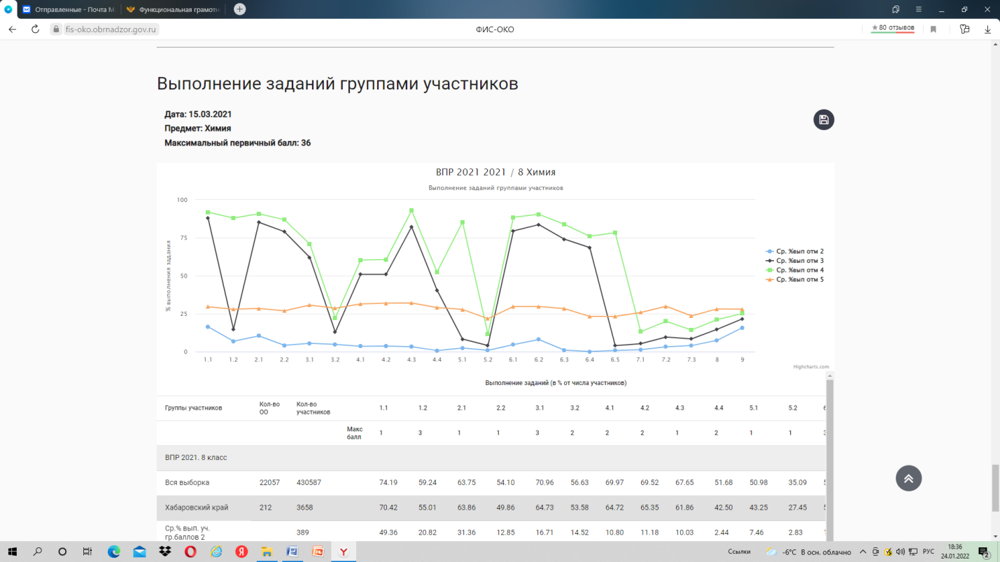 Отправленные - Почта М
Функциональная грамотн
fis-oko.obrnadzor.gov.ru
ФИС-ОКО
★ 80 отзывов
Выполнение заданий группами участников
Дата: 15.03.2021
Предмет: Химия
Максимальный первичный балл: 36
ВПР 2021 2021 / 8 Химия
Выполнение заданий группами участников
% выполнения задания
100
75
50
25
0
1.1 1.2 2.1 2.2 3.1 3.2 4.1 4.2 4.3 4.4 5.1 5.2 6.1 6.2 6.3 6.4 6.5 7.1 7.2 7.3 8 9
Ср. %вып отм 2
Ср. %вып отм 3
Ср. %вып отм 4
Ср. %вып отм 5
Highcharts.com
Выполнение заданий (в % от числа участников)
Группы участников Кол-во ОО Кол-во участников 1.1 1.2 2.1 2.2 3.1 3.2 4.1 4.2 4.3 4.4 5.1 5.2
Макс балл 1 3 1 1 3 2 2 2 1 2 1 1
ВПР 2021. 8 класс
Вся выборка 22057 430587 74.19 59.24 63.75 54.10 70.96 56.63 69.97 69.52 67.65 51.68 50.98 35.09
Хабаровский край 212 3658 70.42 55.01 63.86 49.86 64.73 53.58 64.72 65.35 61.86 42.50 43.25 27.45
Ср.% вып. уч. гр.баллов 2 389 49.36 20.82 31.36 12.85 16.71 14.52 10.80 11.18 10.03 2.44 7.46 2.83
Ссылки -6°C В осн. облачно РУС 18:36
24.01.2022
2